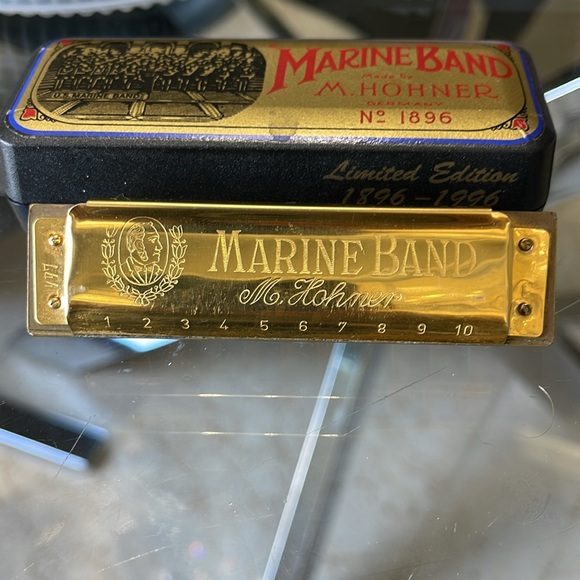 MARINE BAND
Made by
M. HOHNER
GERMANY
Nº 1896
U.S. MARINE BAND
Limited Edition
1896-1996
MARINE BAND
M. Hohner
1 2 3 4 5 6 7 8 9 10